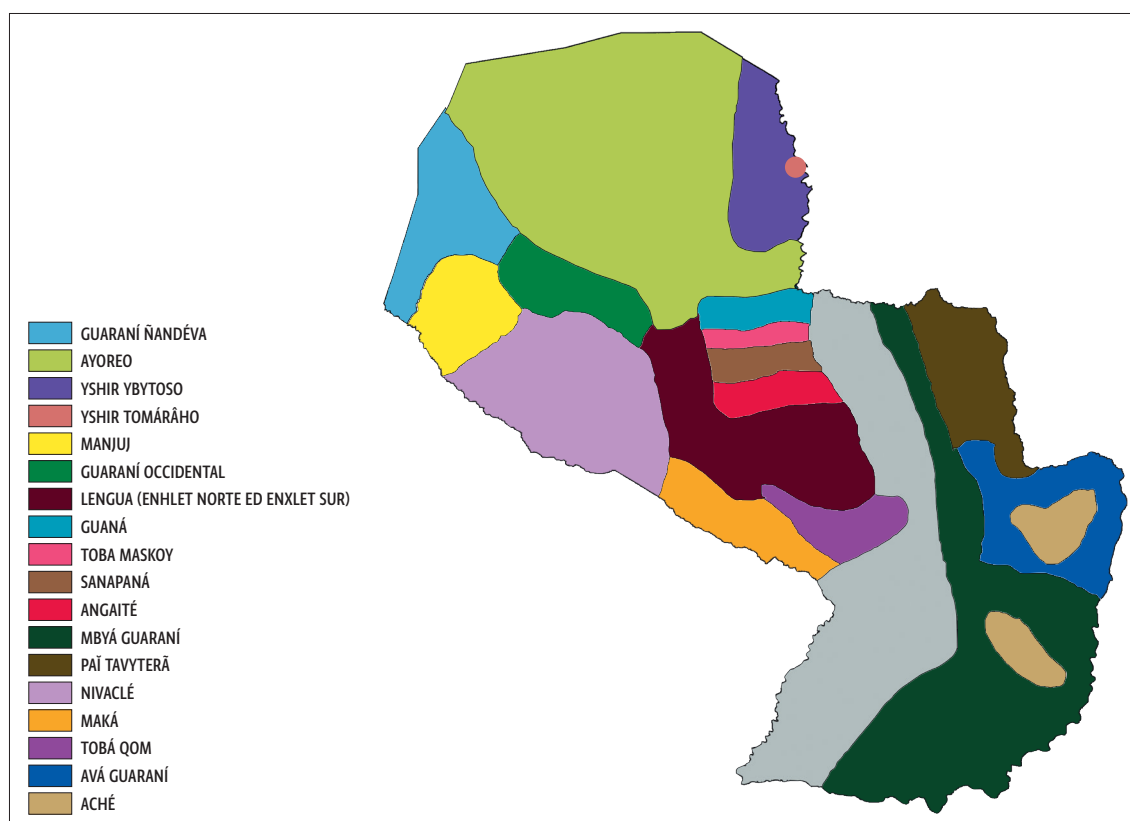 GUARANÍ ÑANDÉVA
AYOREO
YSHIR YBYTOSO
YSHIR TOMÁRÂHO
MANJUJ
GUARANÍ OCCIDENTAL
LENGUA (ENHLET NORTE ED ENXLET SUR)
GUANÁ
TOBA MASKOY
SANAPANÁ
ANGAITÉ
MBYÁ GUARANÍ
PAĨ TAVYTERÃ
NIVACLÉ
MAKÁ
TOBÁ QOM
AVÁ GUARANÍ
ACHÉ